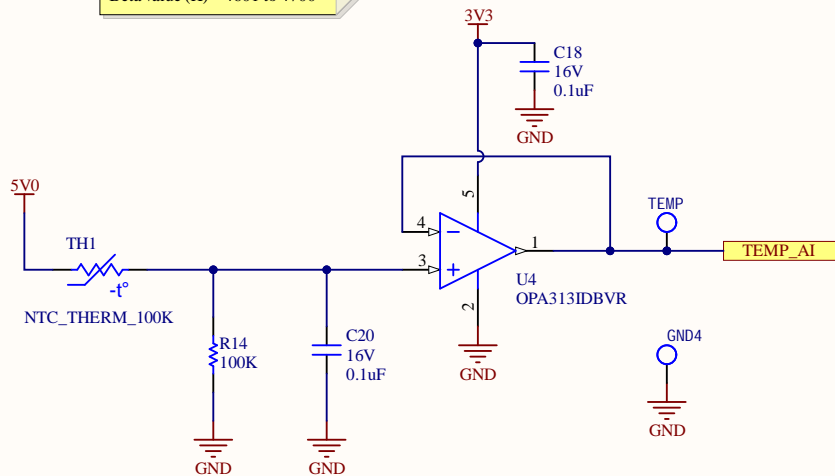 3V3
C18
16V
0.1uF
GND
5V0
TH1
-t°
NTC_THERM_100K
4
5
3
2
1
U4
OPA313IDBVR
TEMP
TEMP_AI
R14
100K
C20
16V
0.1uF
GND4
GND
GND
GND
GND